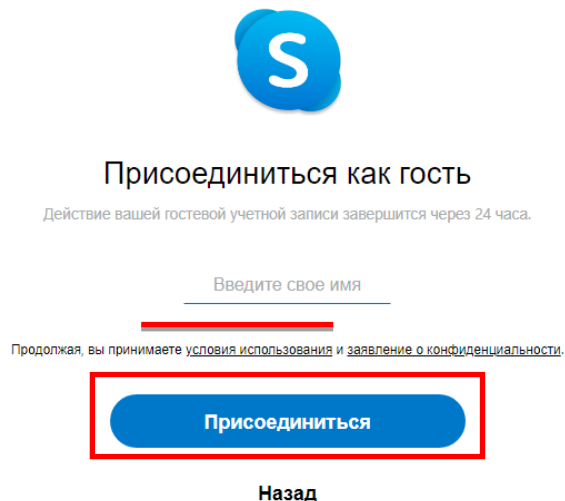 S
Присоединиться как гость
Действие вашей гостевой учетной записи завершится через 24 часа.
Введите свое имя
Продолжая, вы принимаете условия использования и заявление о конфиденциальности.
Присоединиться
Назад